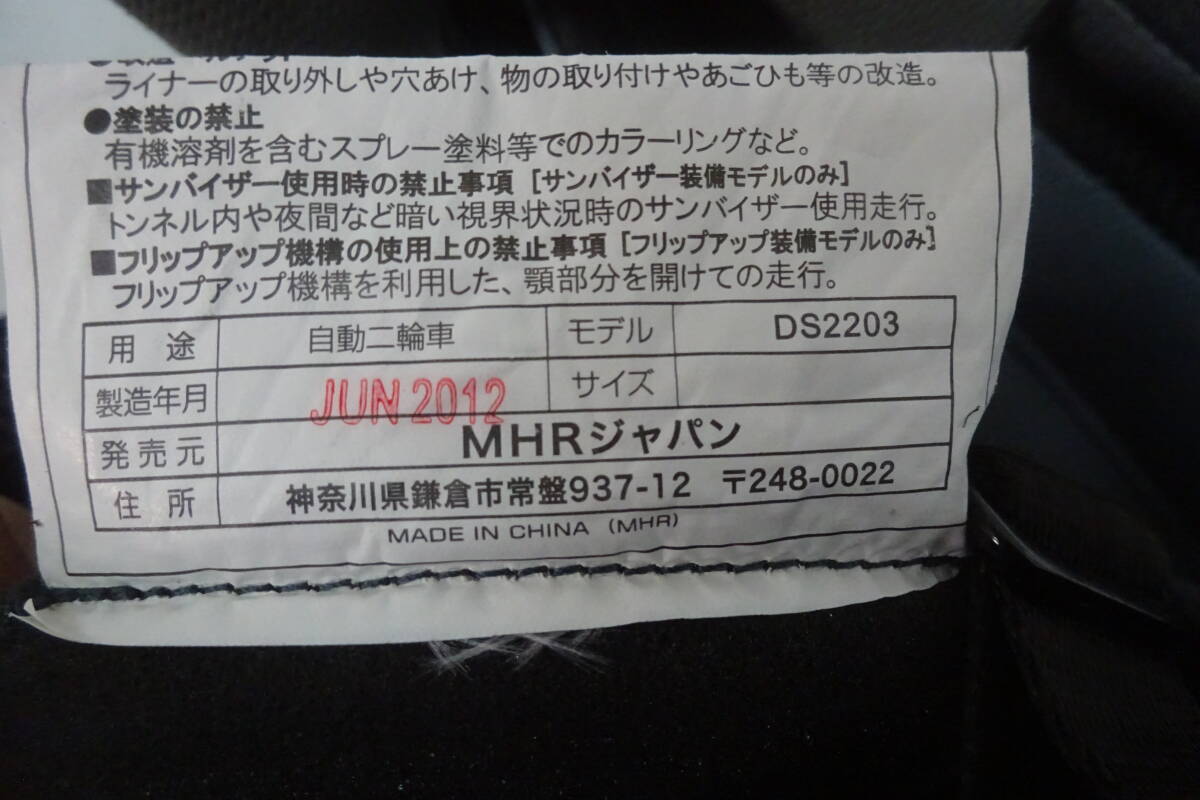 ライナーの取り外しや穴あけ、物の取り付けやあごひも等の改造。
●塗装の禁止
有機溶剤を含むスプレー塗料等でのカラーリングなど。
■サンバイザー使用時の禁止事項［サンバイザー装備モデルのみ］
トンネル内や夜間など暗い視界状況時のサンバイザー使用走行。
■フリップアップ機構の使用上の禁止事項［フリップアップ装備モデルのみ］
フリップアップ機構を利用した、顎部分を開けての走行。
用 途 自動二輪車 モデル DS2203
製造年月 JUN 2012 サイズ
発売元 MHRジャパン
住 所 神奈川県鎌倉市常盤937-12 〒248-0022
MADE IN CHINA (MHR)